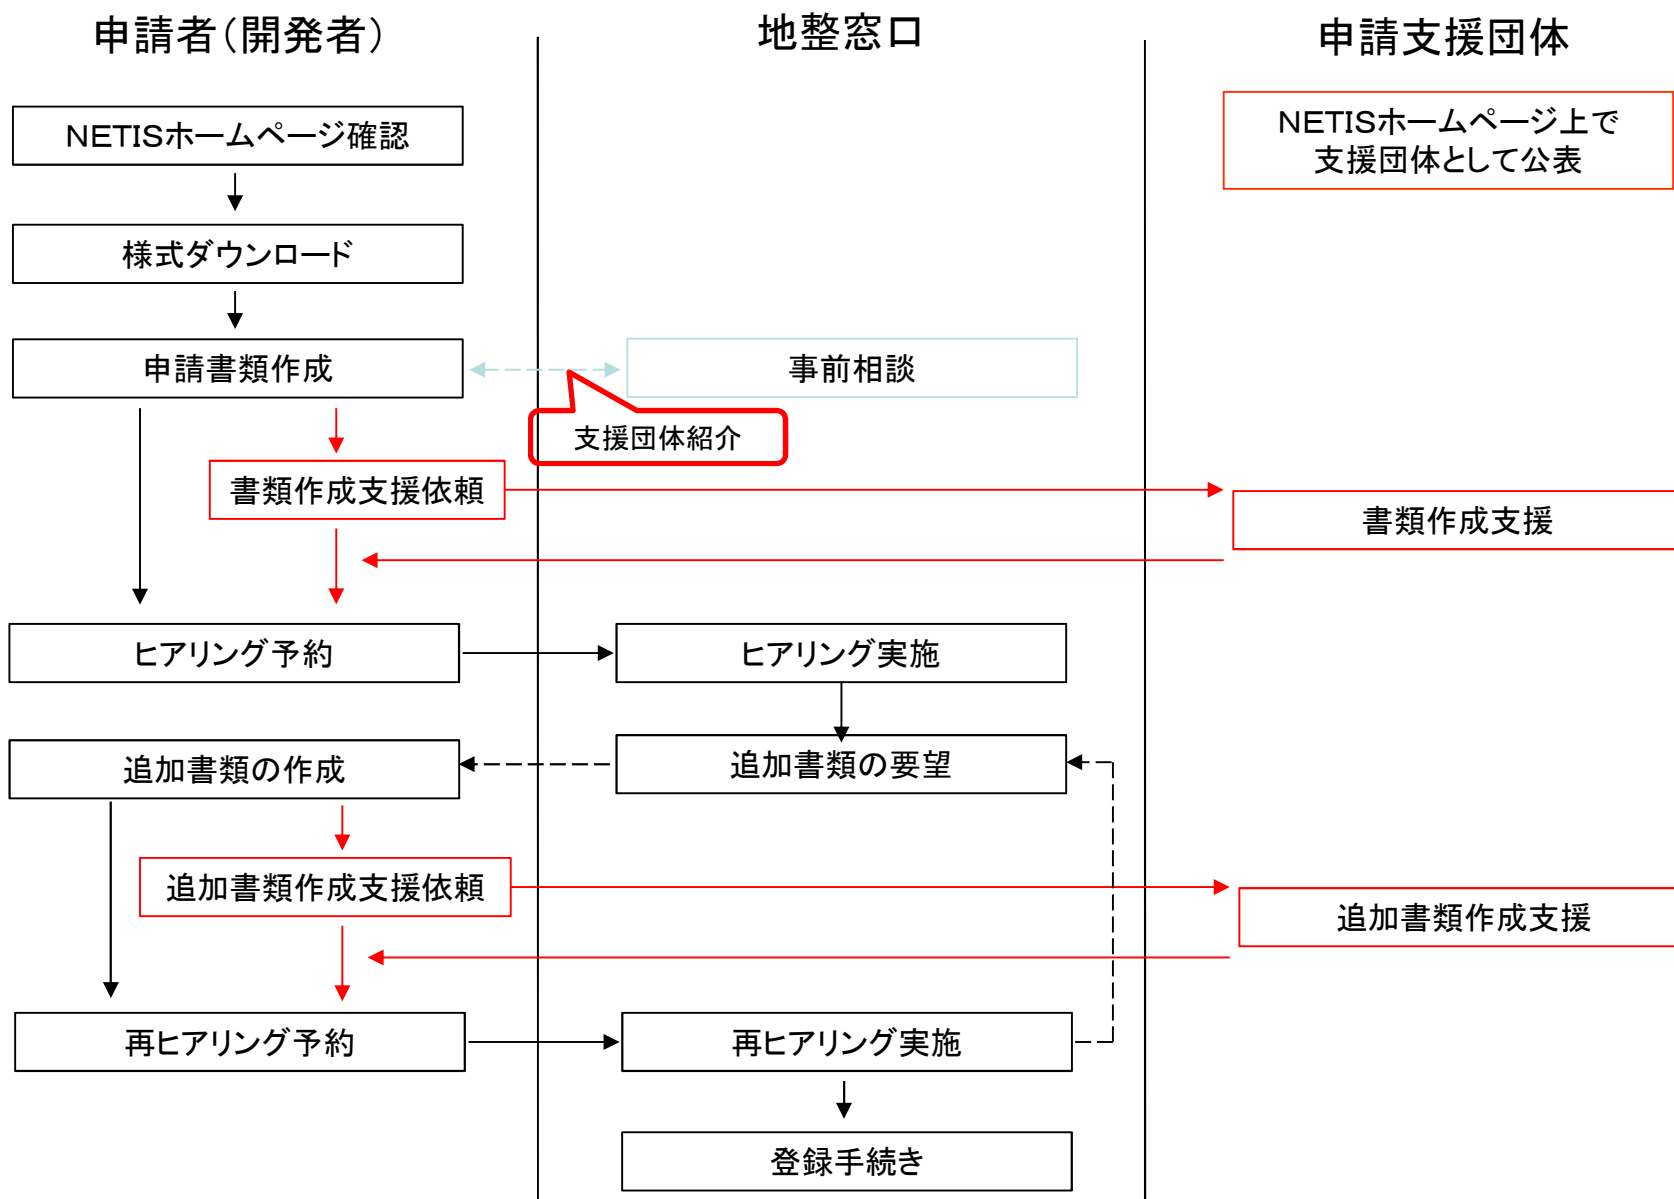 申請者（開発者）
地整窓口
申請支援団体
NETISホームページ確認
NETISホームページ上で
支援団体として公表
様式ダウンロード
申請書類作成
事前相談
支援団体紹介
書類作成支援依頼
書類作成支援
ヒアリング予約
ヒアリング実施
追加書類の作成
追加書類の要望
追加書類作成支援依頼
追加書類作成支援
再ヒアリング予約
再ヒアリング実施
登録手続き